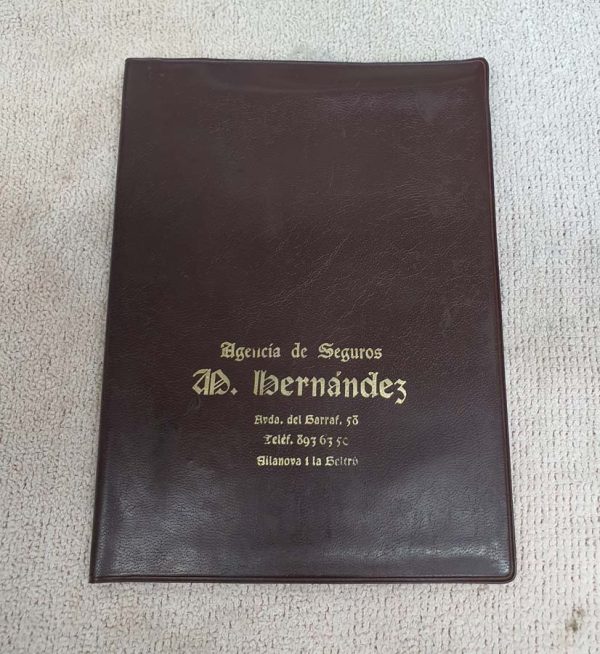 Agencia de Seguros
M. Hernández
Avda. del Garraf, 58
Teléf. 893 63 50
Vilanova i la Geltrú